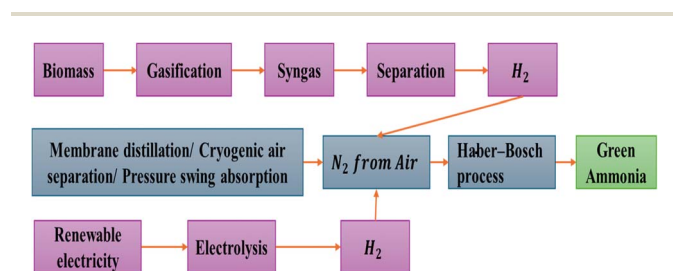 Biomass
Gasification
Syngas
Separation
H₂
Membrane distillation/ Cryogenic air
separation/ Pressure swing absorption
N₂ from Air
Haber–Bosch
process
Green
Ammonia
Renewable
electricity
Electrolysis
H₂